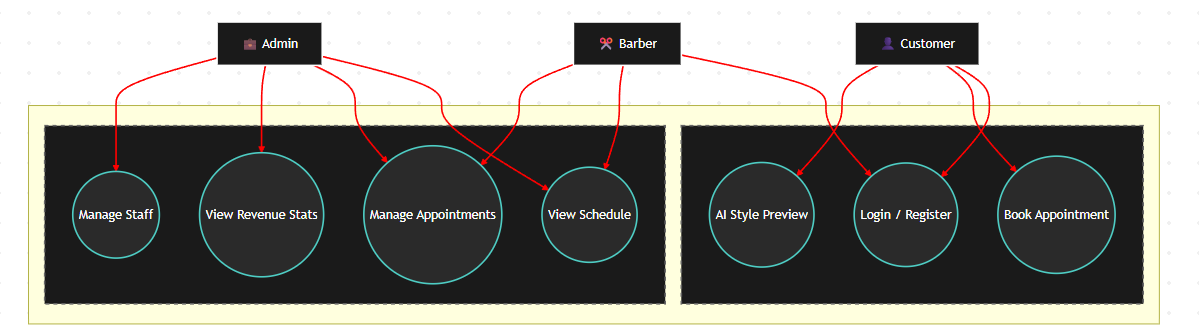 Admin
Barber
Customer
Manage Staff
View Revenue Stats
Manage Appointments
View Schedule
AI Style Preview
Login / Register
Book Appointment